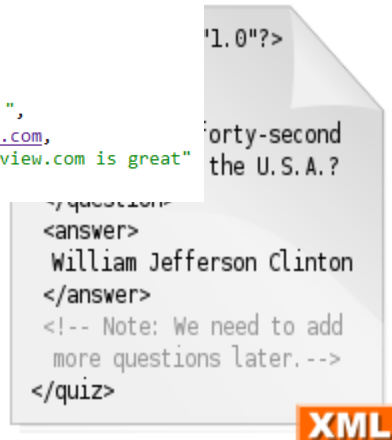 "1.0"?>
",
.com,
view.com is great"
forty-second
the U.S.A.?
</question>
<answer>
William Jefferson Clinton
</answer>
<!-- Note: We need to add
more questions later.-->
</quiz>
XML